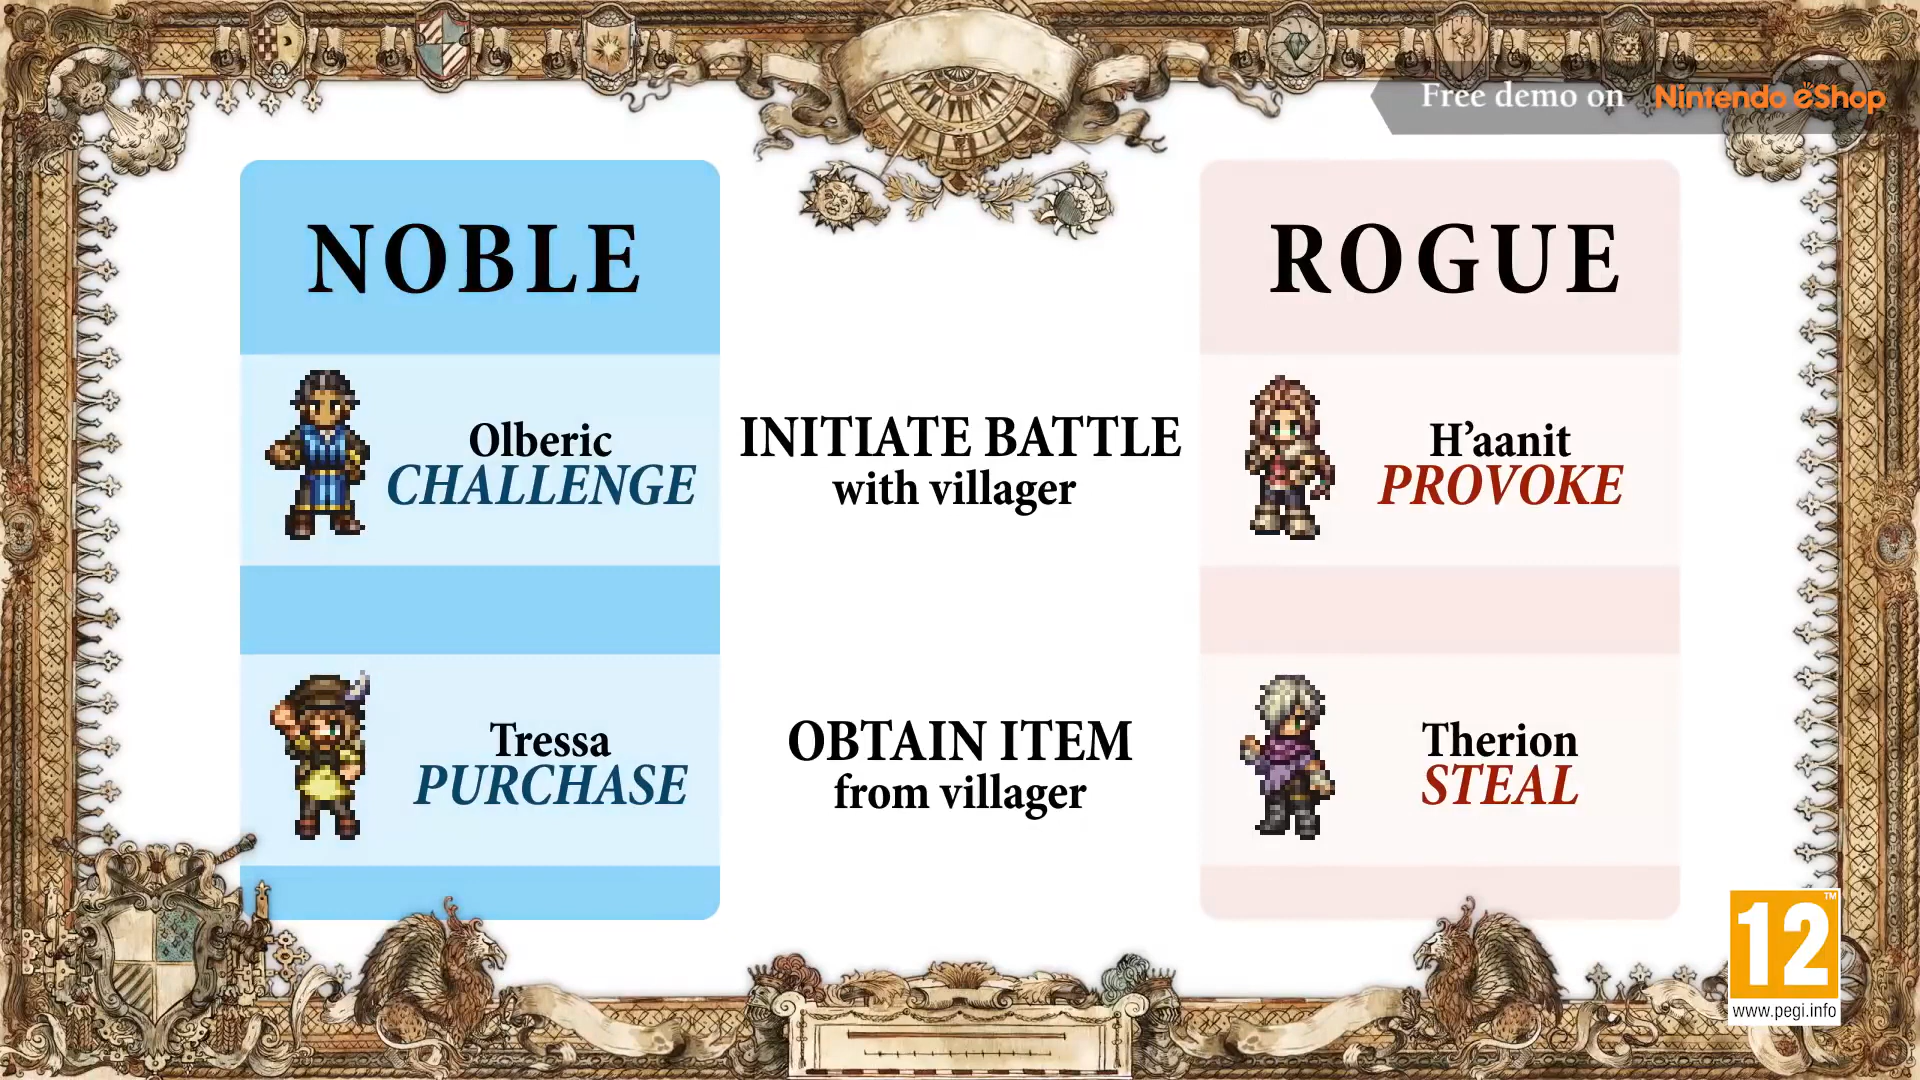 Free demo on Nintendo eShop
NOBLE
ROGUE
Olberic
CHALLENGE
INITIATE BATTLE
with villager
H’aanit
PROVOKE
Tressa
PURCHASE
OBTAIN ITEM
from villager
Therion
STEAL
12™
www.pegi.info